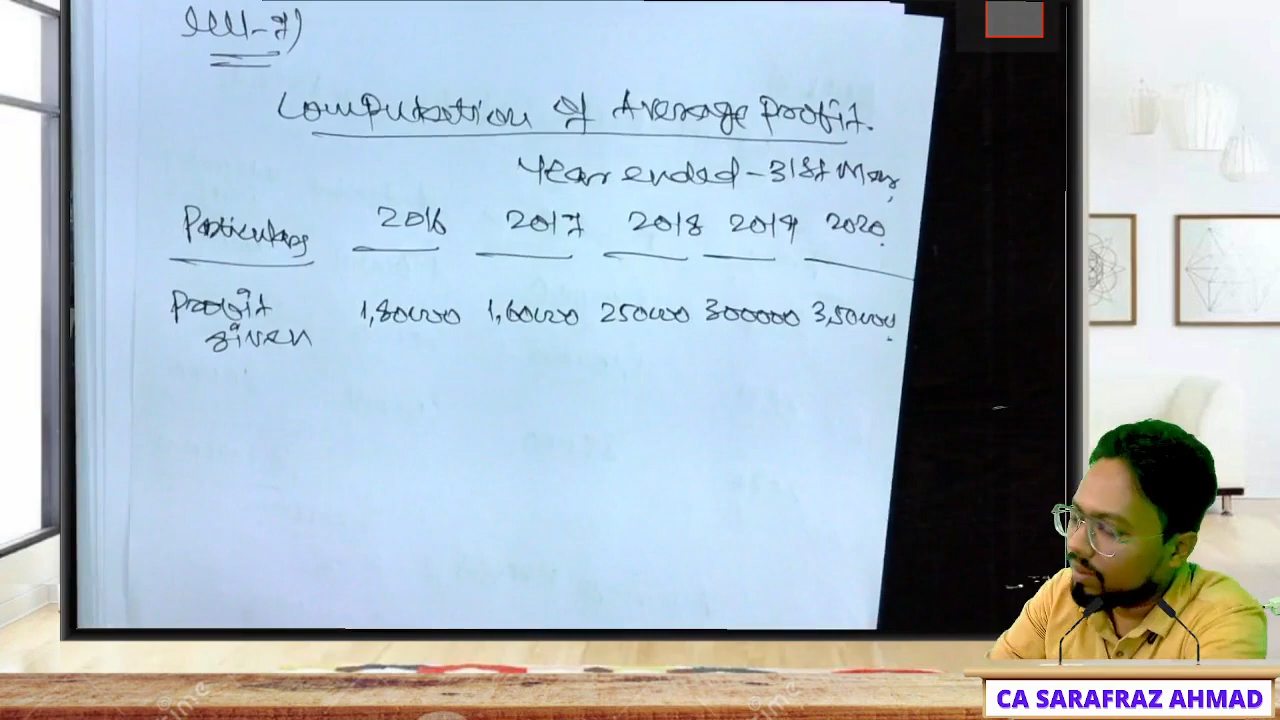 Ill-7)
Computation of Average Profit.
Year ended-31st Mar,
Particulars 2016 2017 2018 2019 2020
Profit 1,80000 1,60000 250000 300000 3,50000
given
CA SARAFRAZ AHMAD